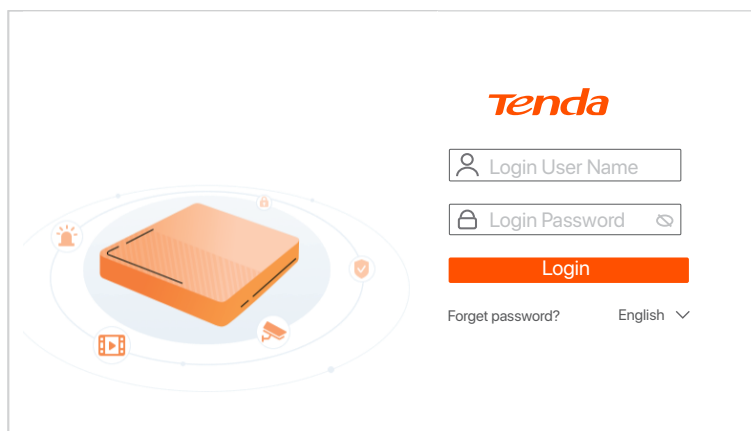 Tenda
Login User Name
Login Password
Login
Forget password?
English